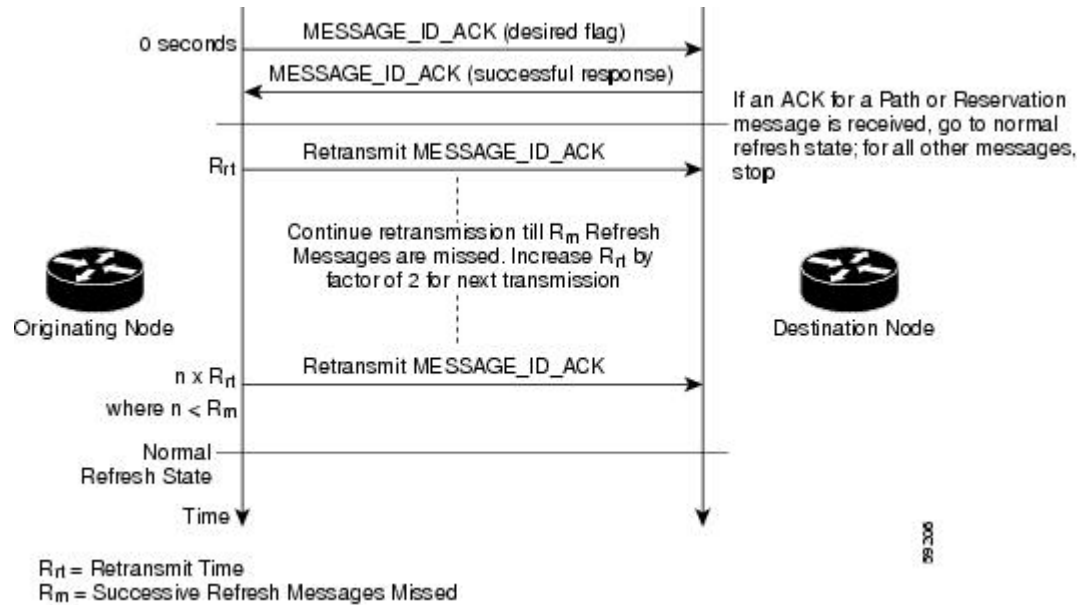 0 seconds
MESSAGE_ID_ACK (desired flag)
MESSAGE_ID_ACK (successful response)
If an ACK for a Path or Reservation
message is received, go to normal
refresh state; for all other messages,
stop
Rrt
Retransmit MESSAGE_ID_ACK
Continue retransmission till Rm Refresh
Messages are missed. Increase Rrt by
factor of 2 for next transmission
Originating Node
Destination Node
n x Rrt
where n < Rm
Retransmit MESSAGE_ID_ACK
Normal
Refresh State
Time
59206
Rrt = Retransmit Time
Rm = Successive Refresh Messages Missed